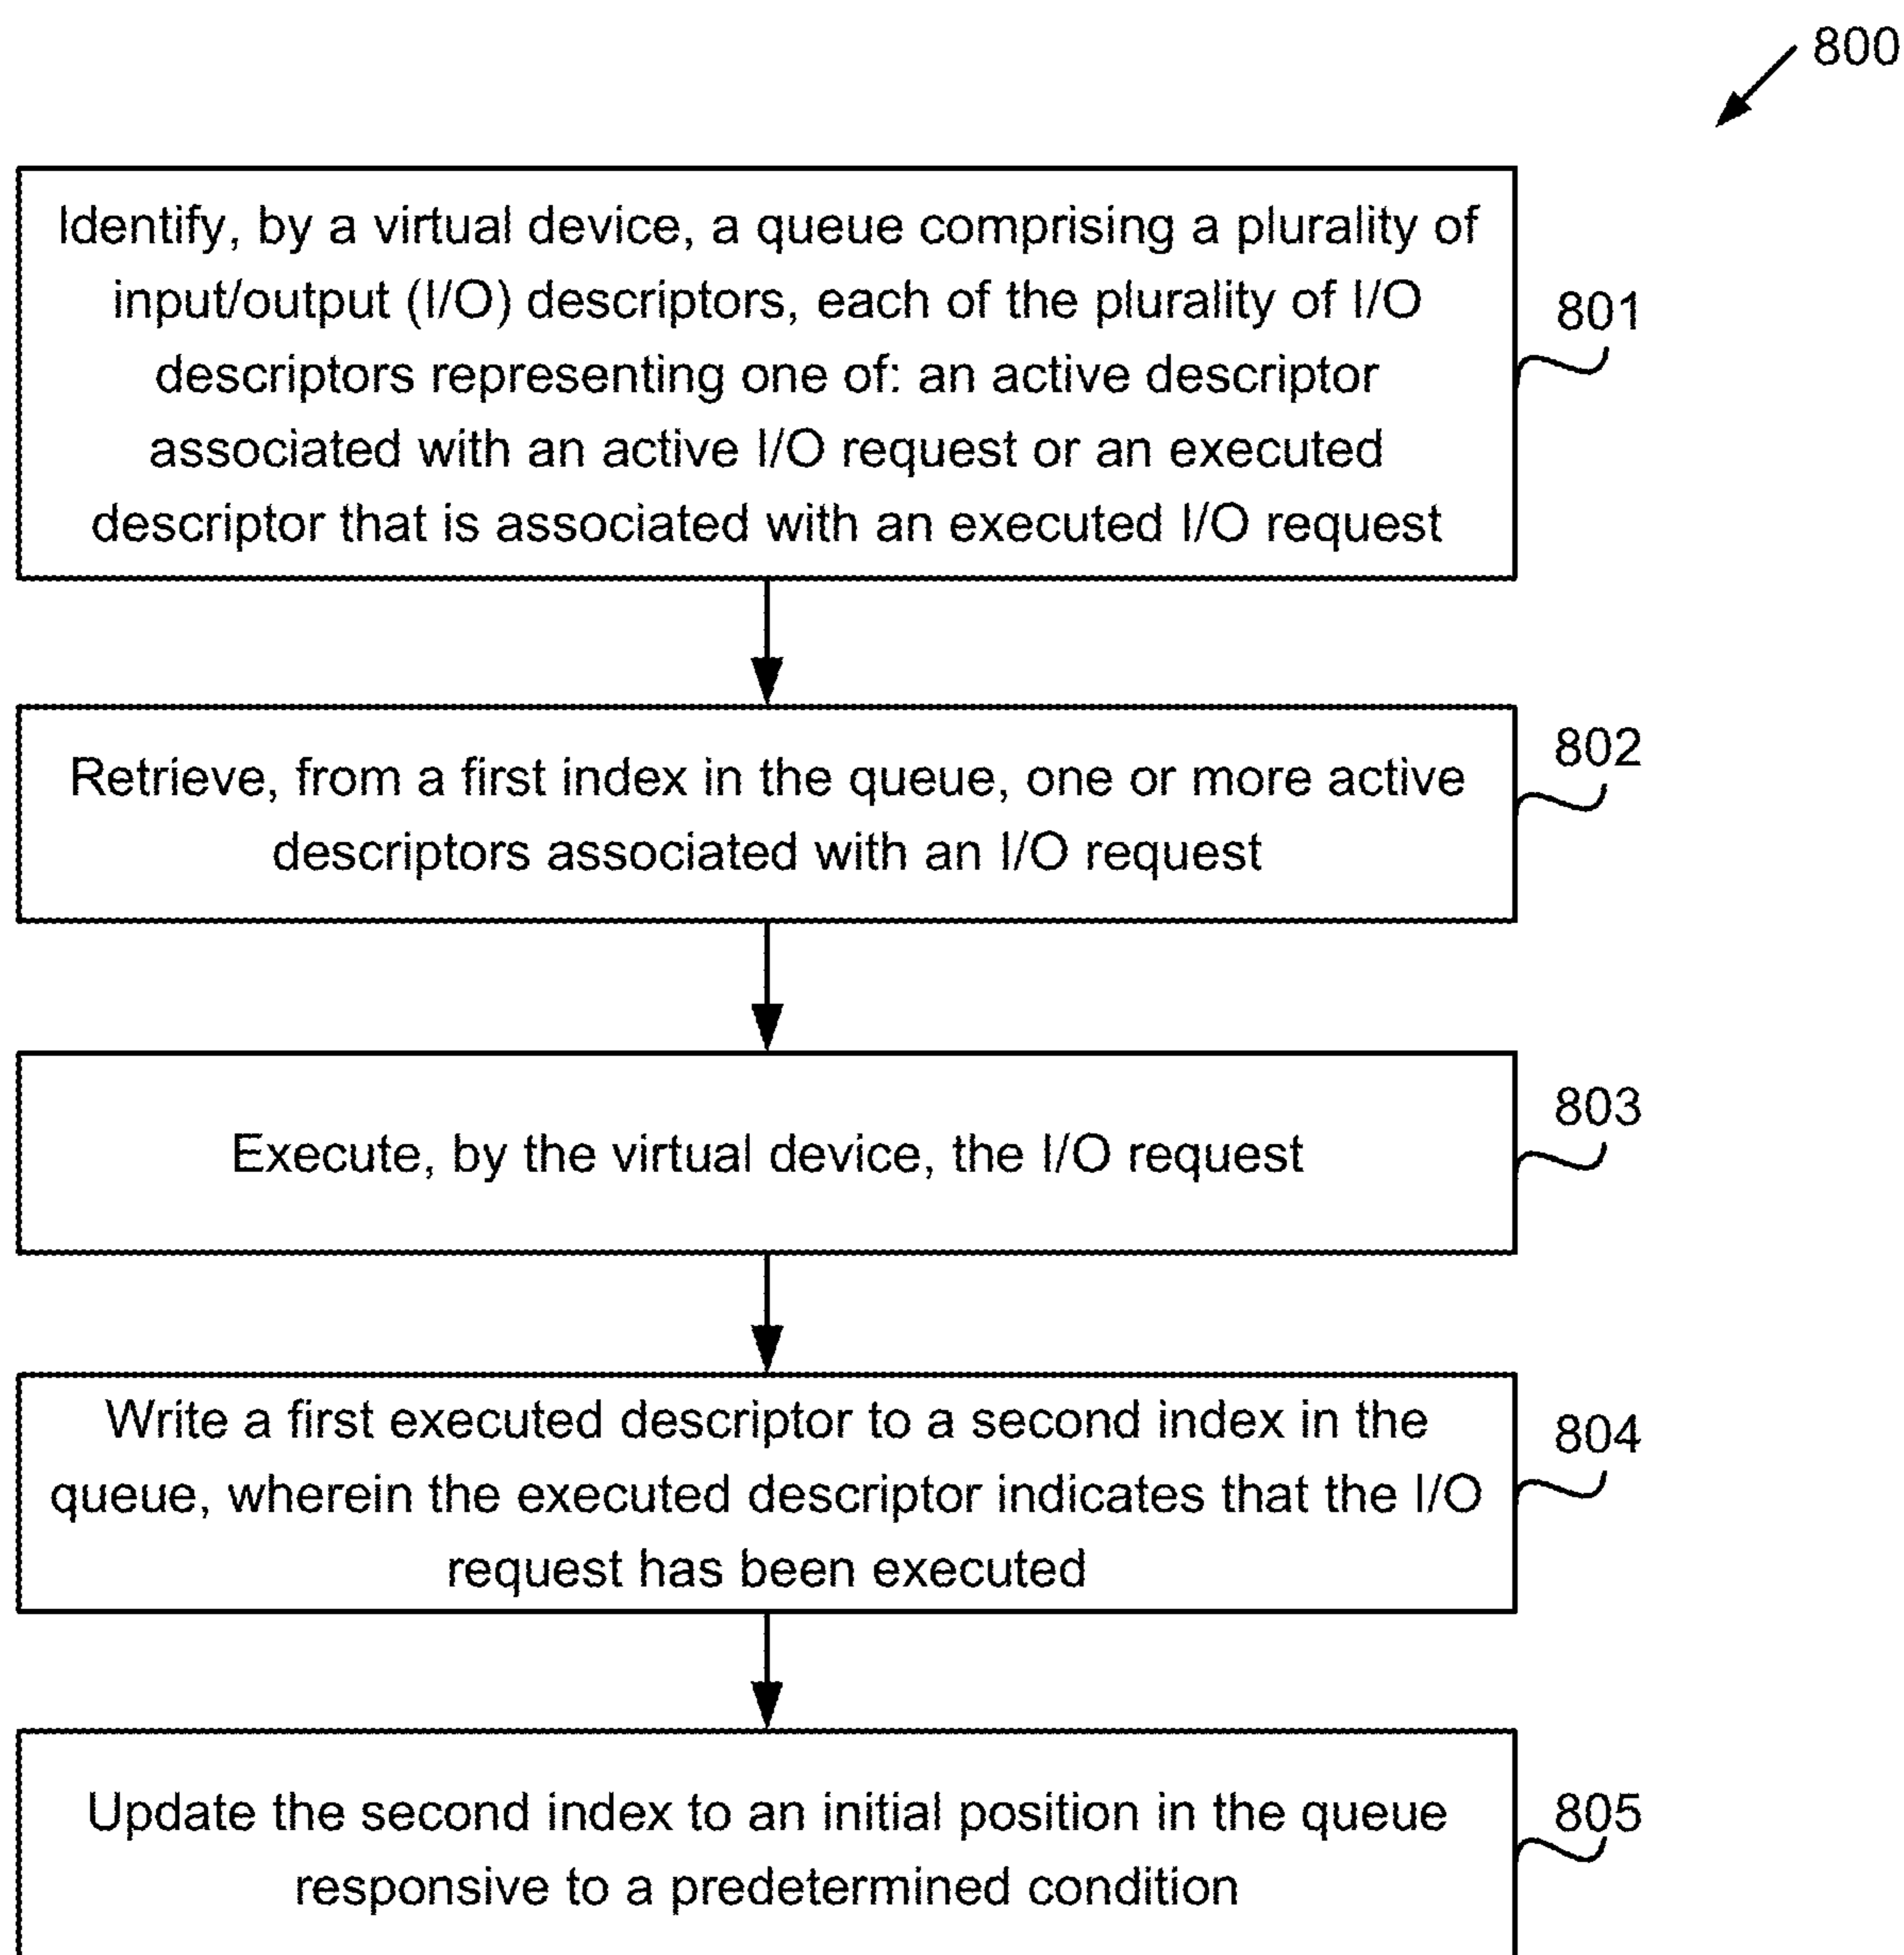 800
Identify, by a virtual device, a queue comprising a plurality of
input/output (I/O) descriptors, each of the plurality of I/O
descriptors representing one of: an active descriptor
associated with an active I/O request or an executed
descriptor that is associated with an executed I/O request
801
Retrieve, from a first index in the queue, one or more active
descriptors associated with an I/O request
802
Execute, by the virtual device, the I/O request
803
Write a first executed descriptor to a second index in the
queue, wherein the executed descriptor indicates that the I/O
request has been executed
804
Update the second index to an initial position in the queue
responsive to a predetermined condition
805